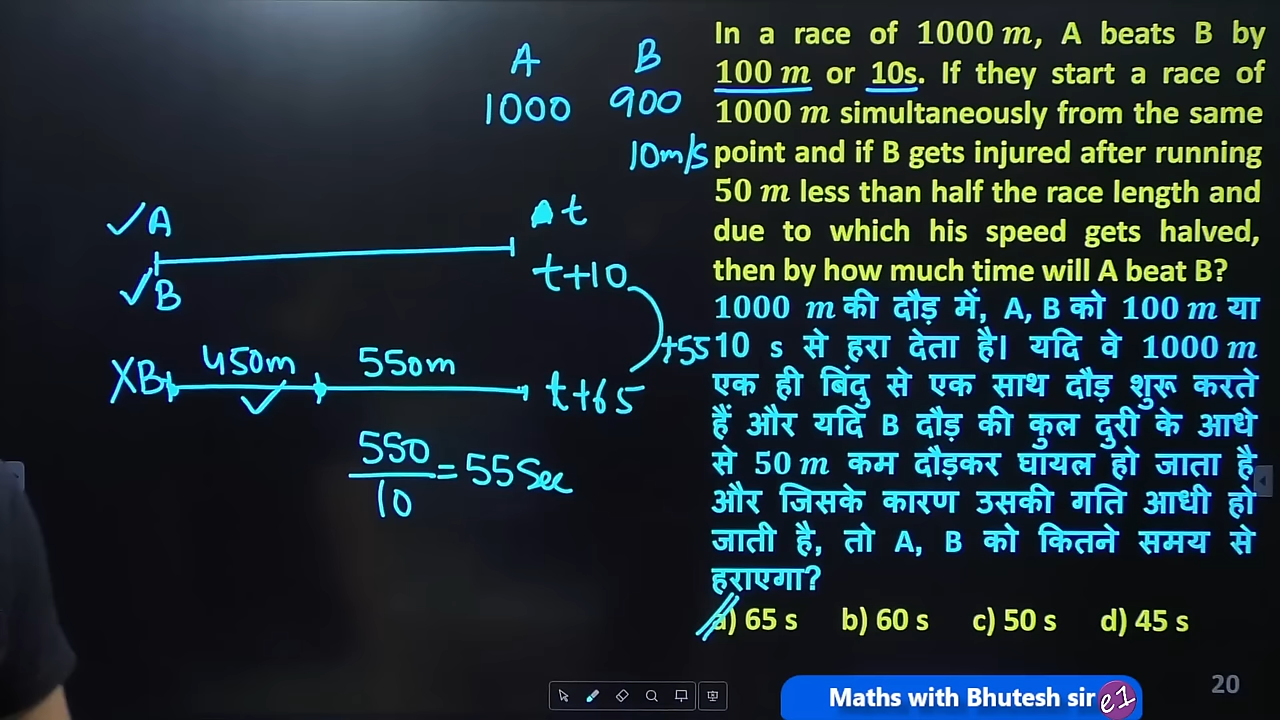 A B
1000 900
10m/s
✓A t
✓B t+10
+55
XB 450m 550m t+65
550/10 = 55 Sec
In a race of 1000 m, A beats B by
100 m or 10s. If they start a race of
1000 m simultaneously from the same
point and if B gets injured after running
50 m less than half the race length and
due to which his speed gets halved,
then by how much time will A beat B?
1000 m की दौड़ में, A, B को 100 m या
10 s से हरा देता है। यदि वे 1000 m
एक ही बिंदु से एक साथ दौड़ शुरू करते
हैं और यदि B दौड़ की कुल दुरी के आधे
से 50 m कम दौड़कर घायल हो जाता है
और जिसके कारण उसकी गति आधी हो
जाती है, तो A, B को कितने समय से
हराएगा?
a) 65 s b) 60 s c) 50 s d) 45 s
Maths with Bhutesh sir e1
20